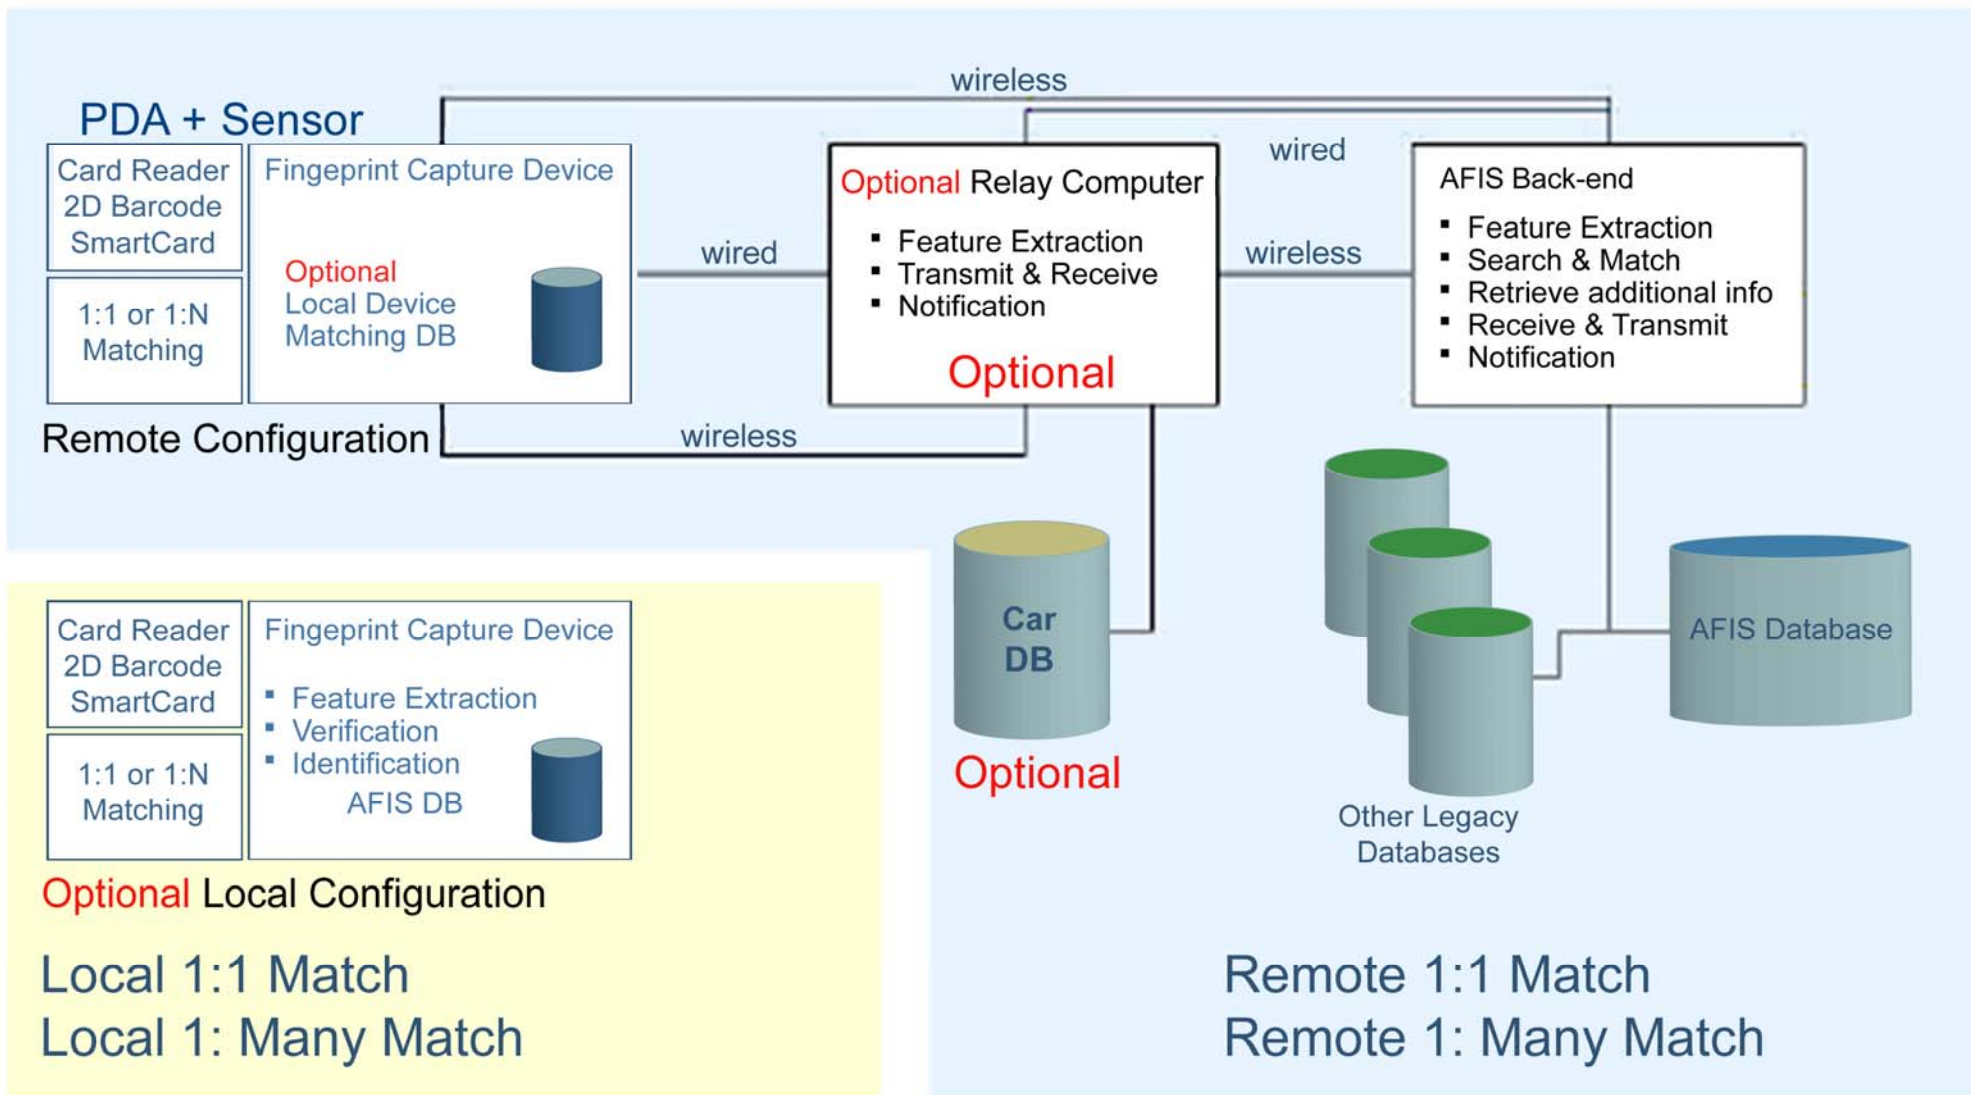 wireless
PDA + Sensor
Card Reader
2D Barcode
SmartCard
1:1 or 1:N
Matching
Fingeprint Capture Device
Optional
Local Device
Matching DB
Remote Configuration
wired
wireless
Optional Relay Computer
▪ Feature Extraction
▪ Transmit & Receive
▪ Notification
Optional
wired
wireless
AFIS Back-end
▪ Feature Extraction
▪ Search & Match
▪ Retrieve additional info
▪ Receive & Transmit
▪ Notification
Car
DB
Optional
Other Legacy
Databases
AFIS Database
Card Reader
2D Barcode
SmartCard
1:1 or 1:N
Matching
Fingeprint Capture Device
▪ Feature Extraction
▪ Verification
▪ Identification
AFIS DB
Optional Local Configuration
Local 1:1 Match
Local 1: Many Match
Remote 1:1 Match
Remote 1: Many Match